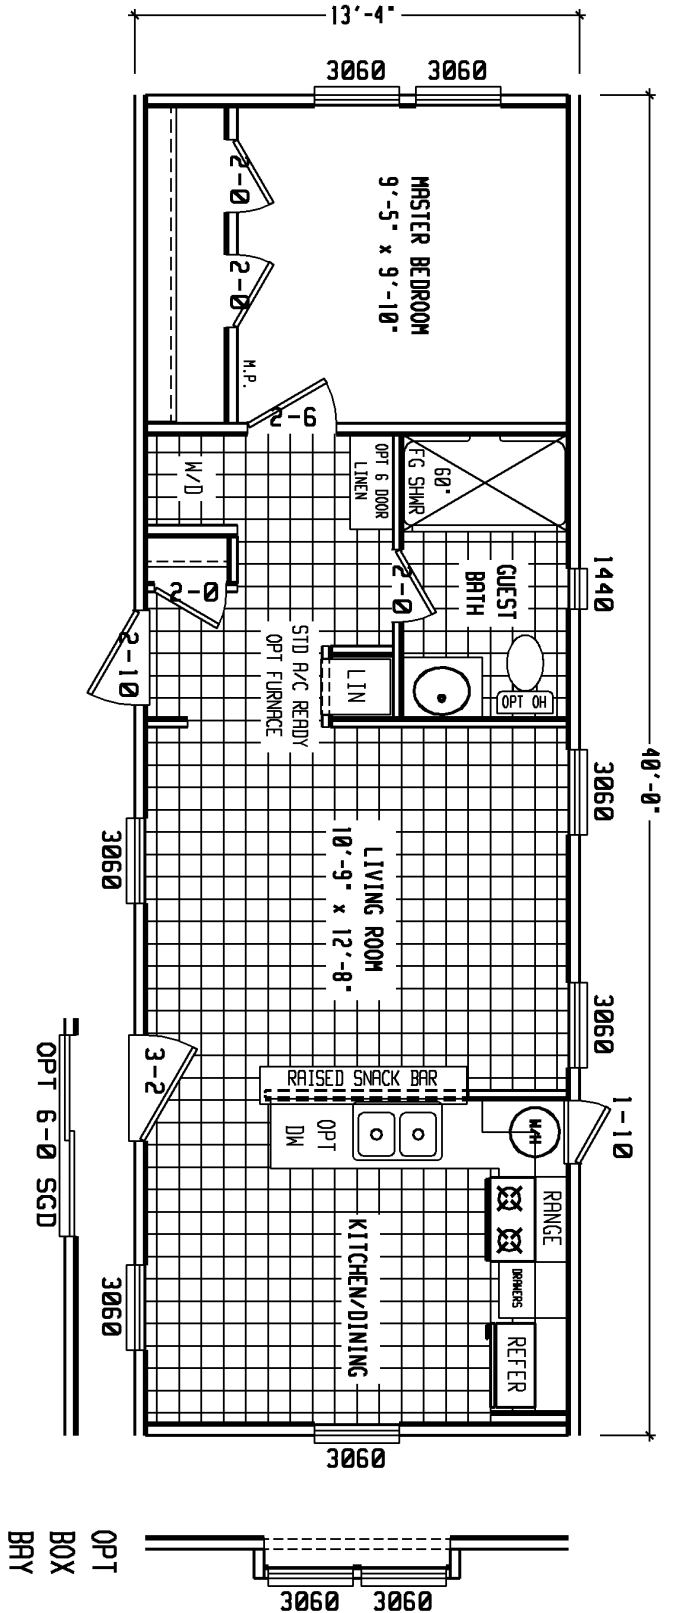 13'-4"
3060
3060
2-0
2-0
MASTER BEDROOM
9'-5" x 9'-10"
M.P.
2-6
W/D
OPT 6 DOOR
LINEN
60"
FG SHWR
GUEST
BATH
1440
2-0
2-0
2-10
STD A/C READY
OPT FURNACE
LIN
OPT OH
40'-0"
3060
3060
LIVING ROOM
10'-9" x 12'-8"
3060
3-2
RAISED SNACK BAR
OPT
DW
W/H
1-10
OPT 6-0 SGD
RANGE
DRAWERS
KITCHEN/DINING
REFER
3060
3060
OPT
BOX
BAY
3060
3060